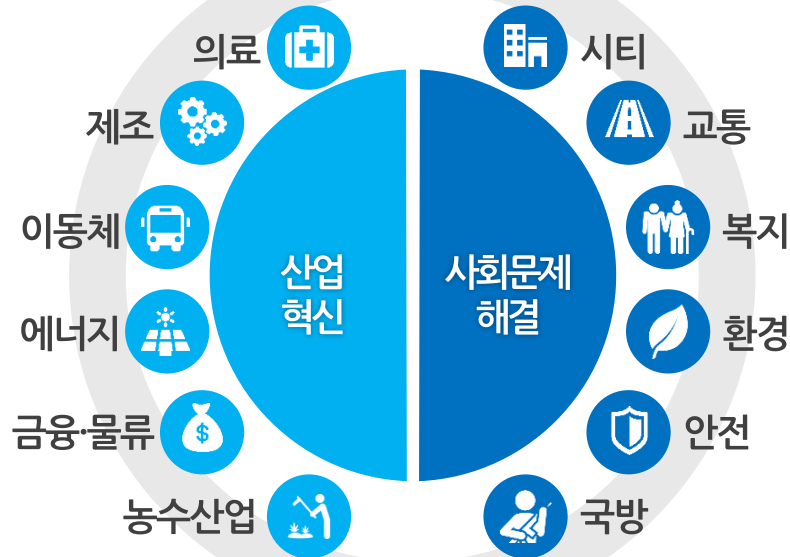 의료
제조
이동체
에너지
금융·물류
농수산업
산업
혁신
사회문제
해결
시티
교통
복지
환경
안전
국방
$